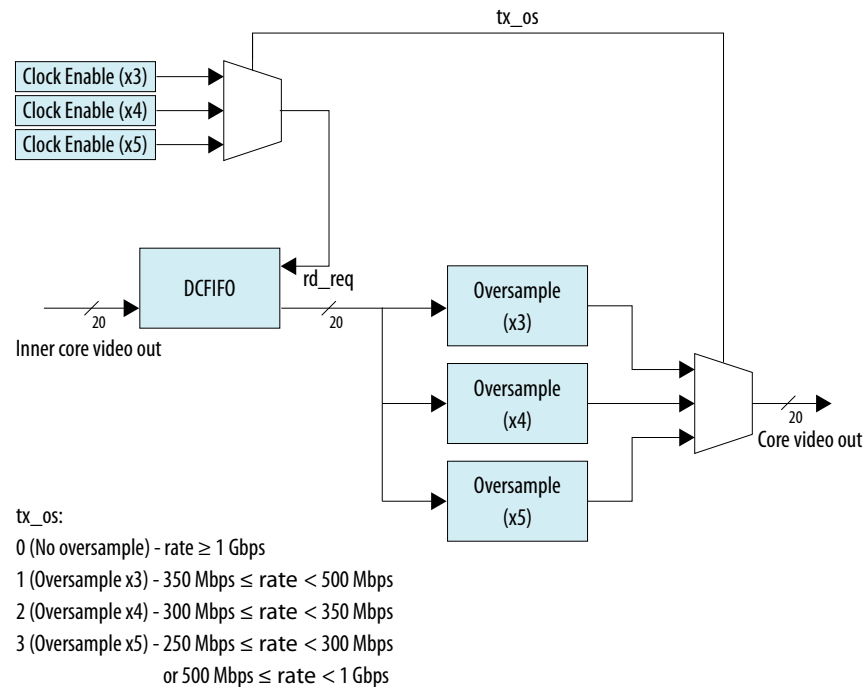 tx_os
Clock Enable (x3)
Clock Enable (x4)
Clock Enable (x5)
DCFIFO
rd_req
20
20
Inner core video out
Oversample
(x3)
Oversample
(x4)
Oversample
(x5)
20
Core video out
tx_os:
0 (No oversample) - rate ≥ 1 Gbps
1 (Oversample x3) - 350 Mbps ≤ rate < 500 Mbps
2 (Oversample x4) - 300 Mbps ≤ rate < 350 Mbps
3 (Oversample x5) - 250 Mbps ≤ rate < 300 Mbps
or 500 Mbps ≤ rate < 1 Gbps